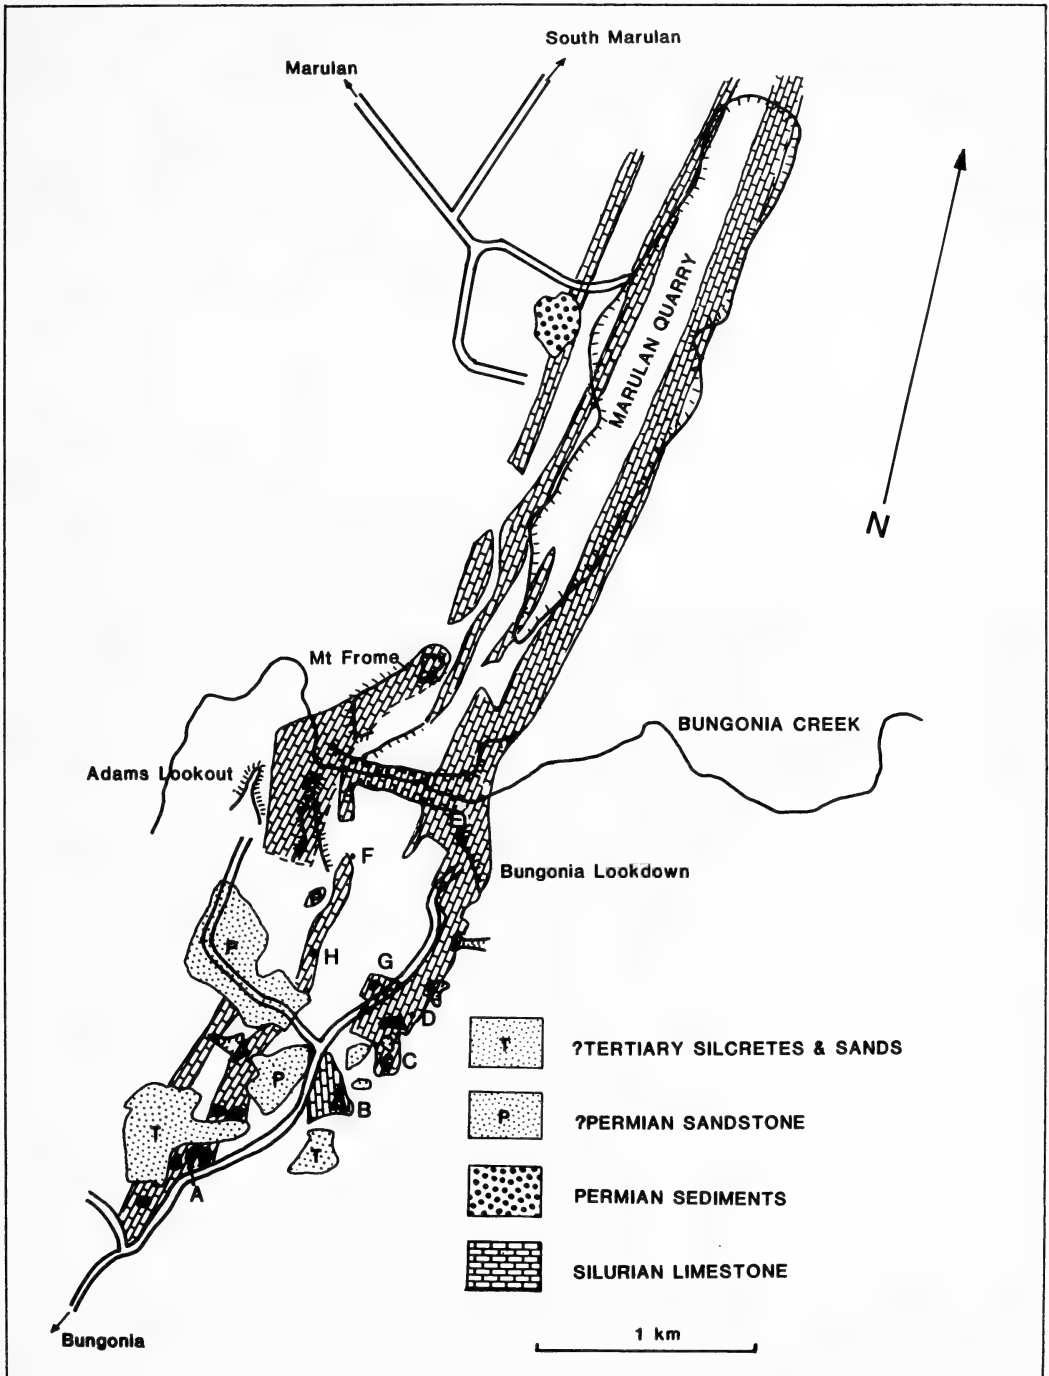 South Marulan
Marulan
MARULAN QUARRY
N
Mt Frome
BUNGONIA CREEK
Adams Lookout
Bungonia Lookdown
F
P
H
G
D
C
P
B
T
T
A
Bungonia
T ?TERTIARY SILCRETES & SANDS
P ?PERMIAN SANDSTONE
PERMIAN SEDIMENTS
SILURIAN LIMESTONE
1 km